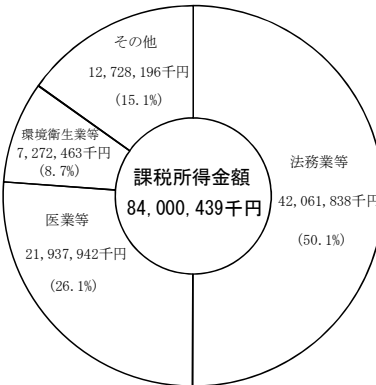 その他
12,728,196千円
(15.1%)
環境衛生業等
7,272,463千円
(8.7%)
医業等
21,937,942千円
(26.1%)
課税所得金額
84,000,439千円
法務業等
42,061,838千円
(50.1%)